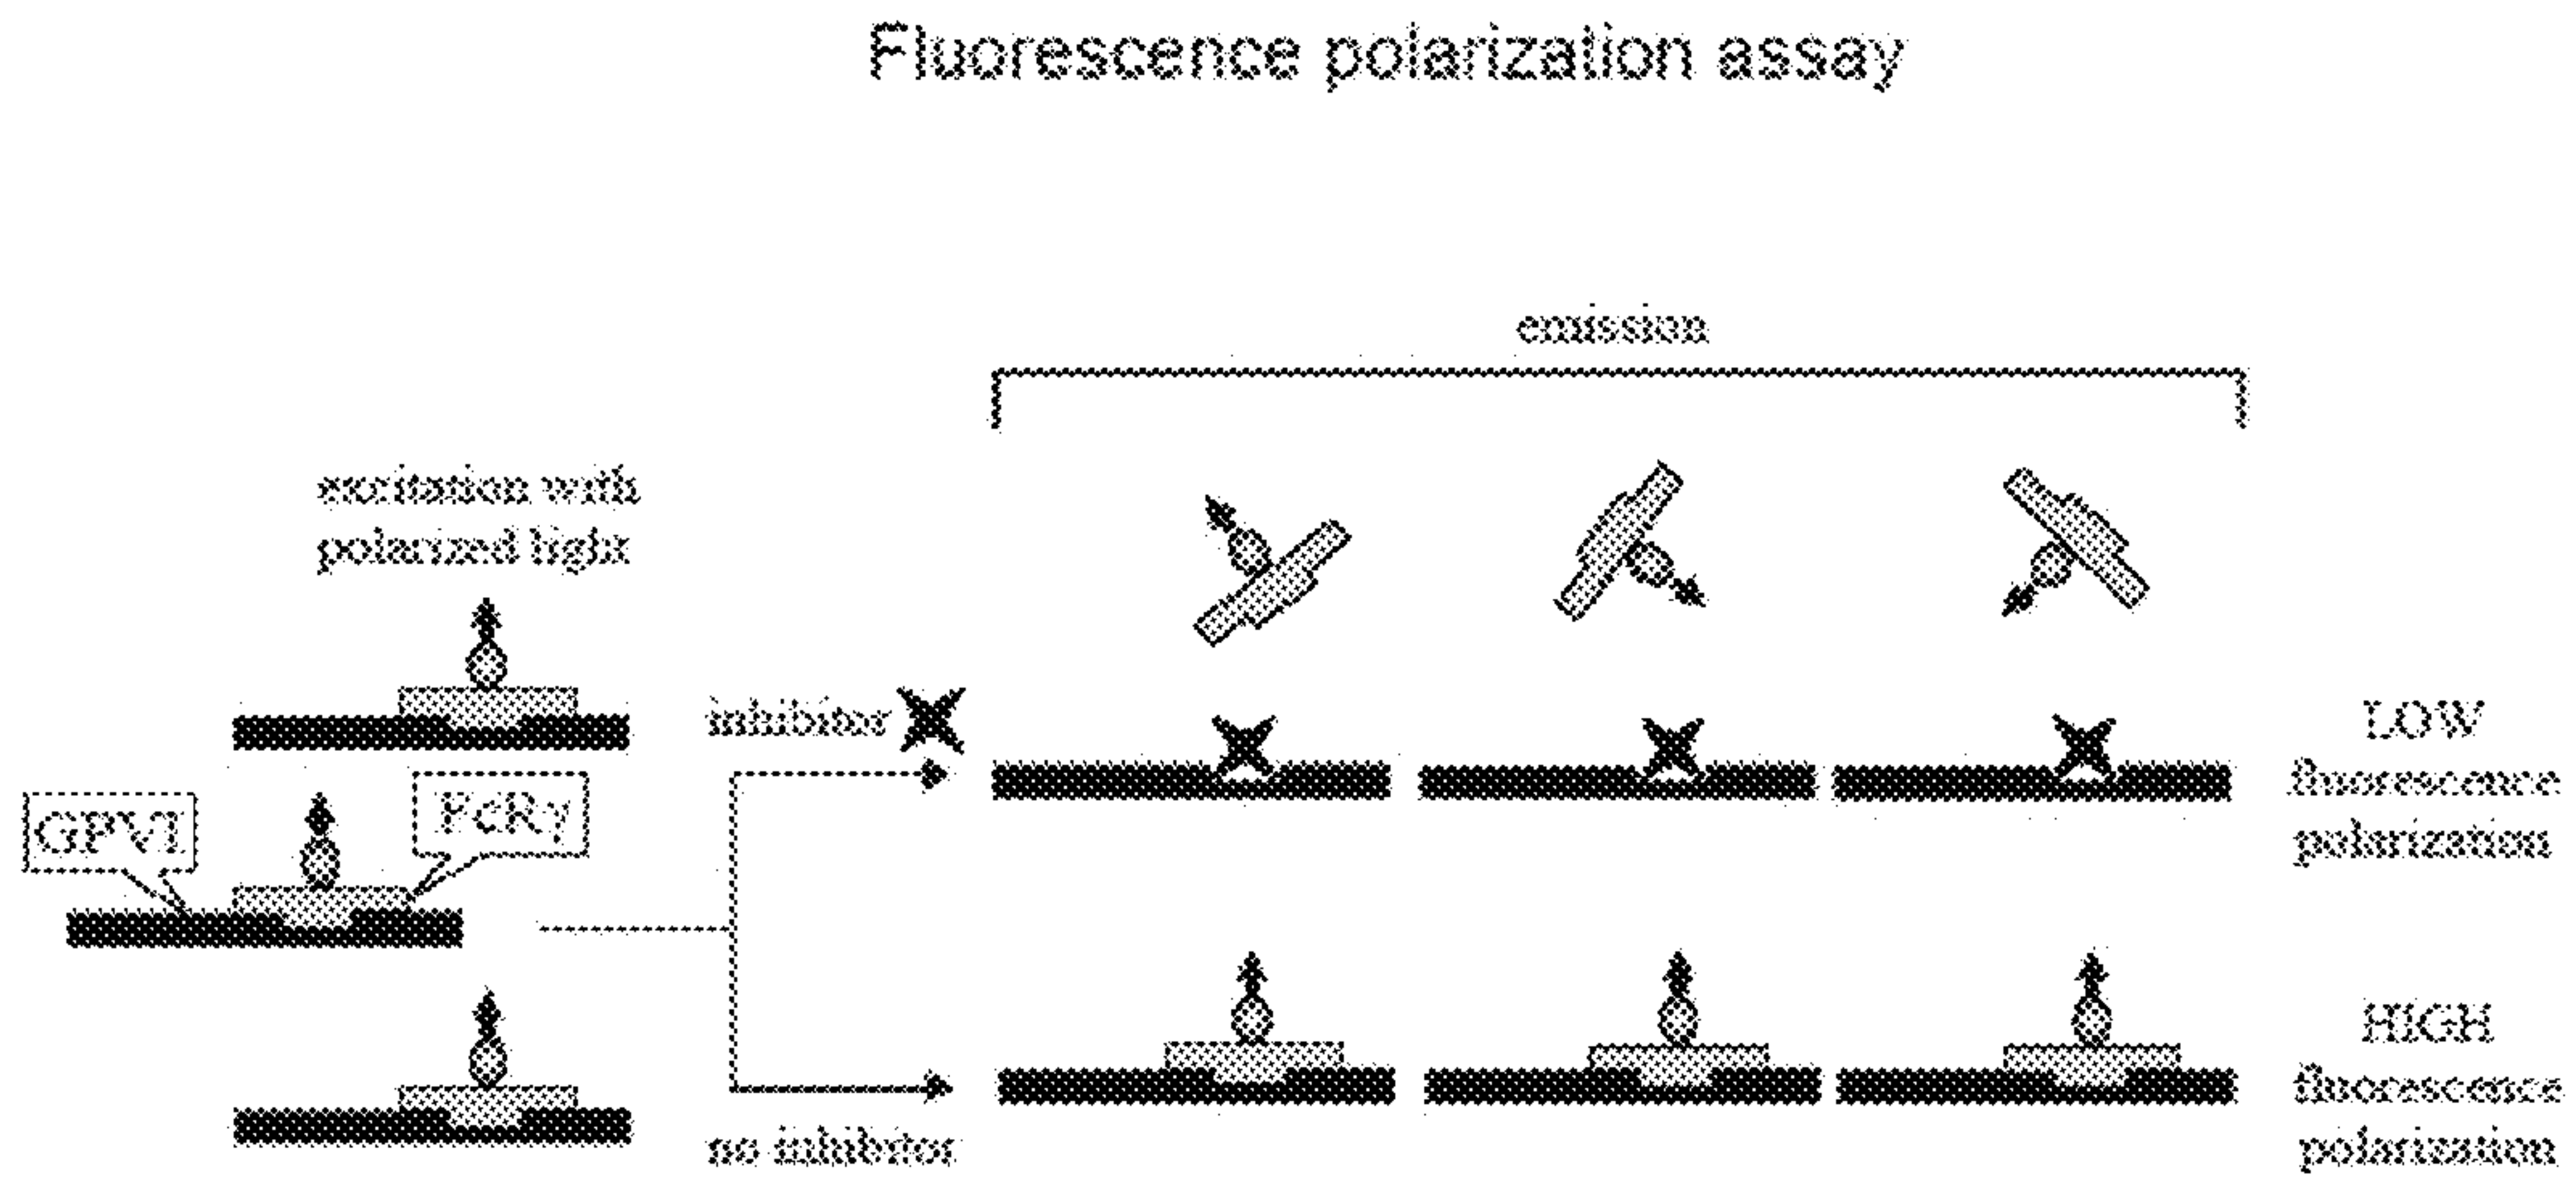 Fluorescence polarization assay
emission
excitation with
polarized light
inhibitor
GPVI
FcRγ
no inhibitor
LOW
fluorescence
polarization
HIGH
fluorescence
polarization